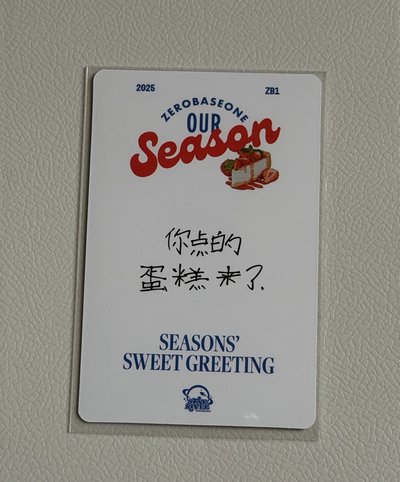 2025 ZB1
ZEROBASEONE
OUR
Season
你点的
蛋糕来了.
SEASONS'
SWEET GREETING